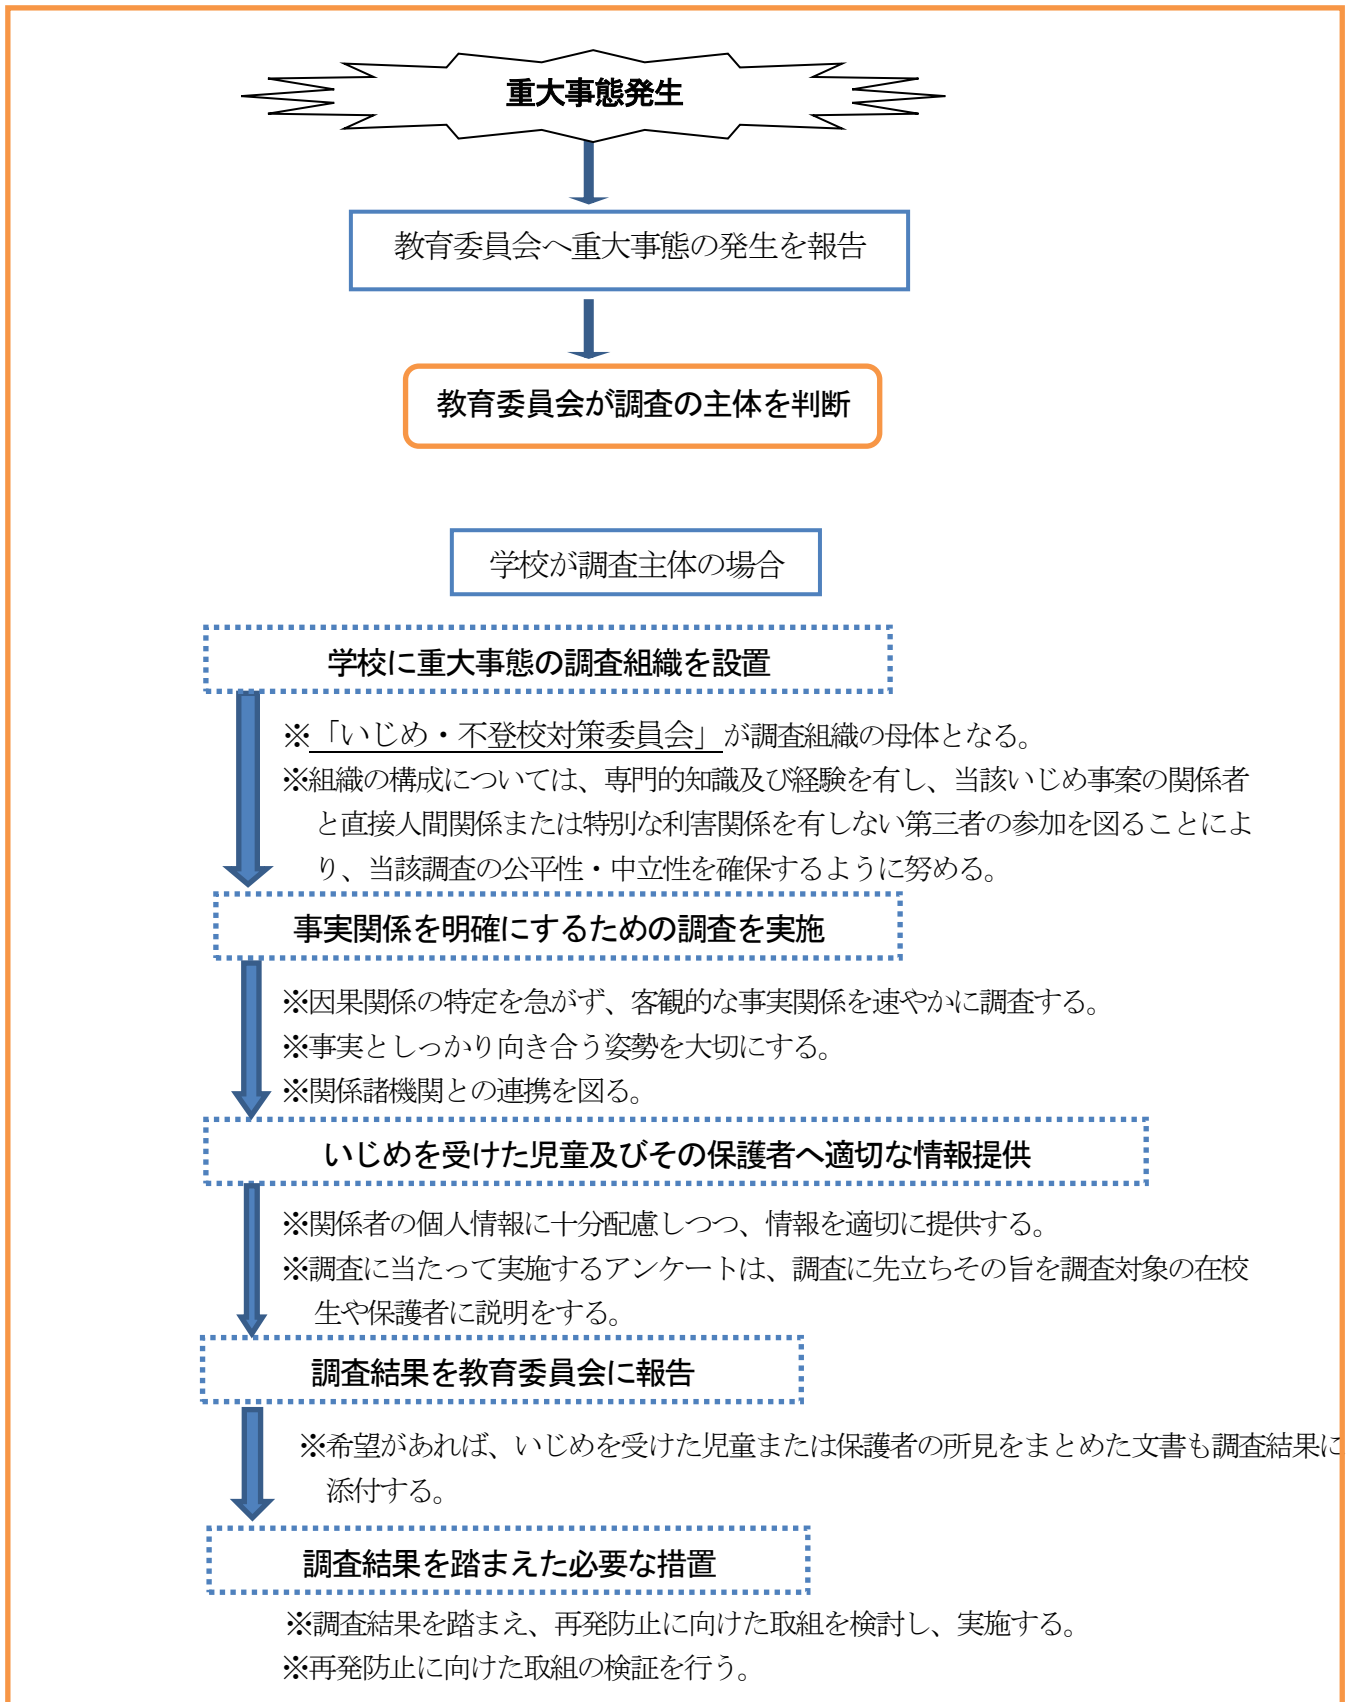 重大事態発生
教育委員会へ重大事態の発生を報告
教育委員会が調査の主体を判断
学校が調査主体の場合
学校に重大事態の調査組織を設置
※「いじめ・不登校対策委員会」が調査組織の母体となる。
※組織の構成については、専門的知識及び経験を有し、当該いじめ事案の関係者
と直接人間関係または特別な利害関係を有しない第三者の参加を図ることによ
り、当該調査の公平性・中立性を確保するように努める。
事実関係を明確にするための調査を実施
※因果関係の特定を急がず、客観的な事実関係を速やかに調査する。
※事実としっかり向き合う姿勢を大切にする。
※関係諸機関との連携を図る。
いじめを受けた児童及びその保護者へ適切な情報提供
※関係者の個人情報に十分配慮しつつ、情報を適切に提供する。
※調査に当たって実施するアンケートは、調査に先立ちその旨を調査対象の在校
生や保護者に説明をする。
調査結果を教育委員会に報告
※希望があれば、いじめを受けた児童または保護者の所見をまとめた文書も調査結果に
添付する。
調査結果を踏まえた必要な措置
※調査結果を踏まえ、再発防止に向けた取組を検討し、実施する。
※再発防止に向けた取組の検証を行う。